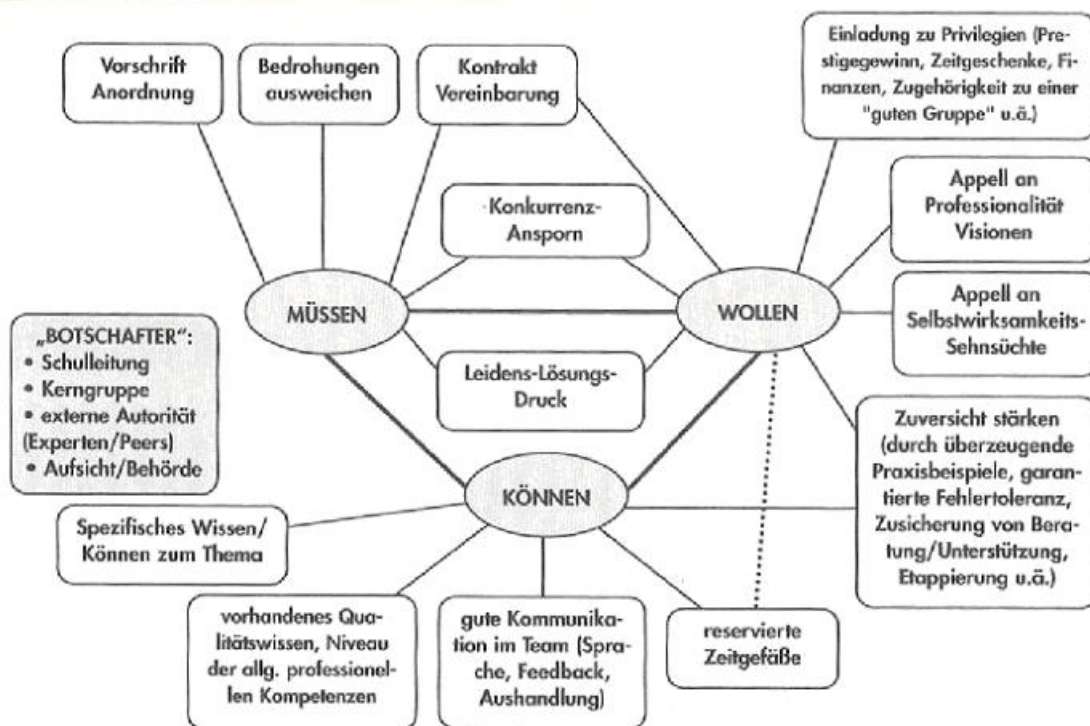 Vorschrift
Anordnung
Bedrohungen
ausweichen
Kontrakt
Vereinbarung
Einladung zu Privilegien (Pre-
stigegewinn, Zeitgeschenke, Fi-
nanzen, Zugehörigkeit zu einer
"guten Gruppe" u.ä.)
Konkurrenz-
Ansporn
Appell an
Professionalität
Visionen
MÜSSEN
WOLLEN
Appell an
Selbstwirksamkeits-
Sehnsüchte
„BOTSCHAFTER“:
• Schulleitung
• Kerngruppe
• externe Autorität
(Experten/Peers)
• Aufsicht/Behörde
Leidens-Lösungs-
Druck
Zuversicht stärken
(durch überzeugende
Praxisbeispiele, garan-
tierte Fehlertoleranz,
Zusicherung von Bera-
tung/Unterstützung,
Etappierung u.ä.)
KÖNNEN
Spezifisches Wissen/
Können zum Thema
vorhandenes Qua-
litätswissen, Niveau
der allg. professionel-
len Kompetenzen
gute Kommunika-
tion im Team (Spra-
che, Feedback,
Aushandlung)
reservierte
Zeitgefäße